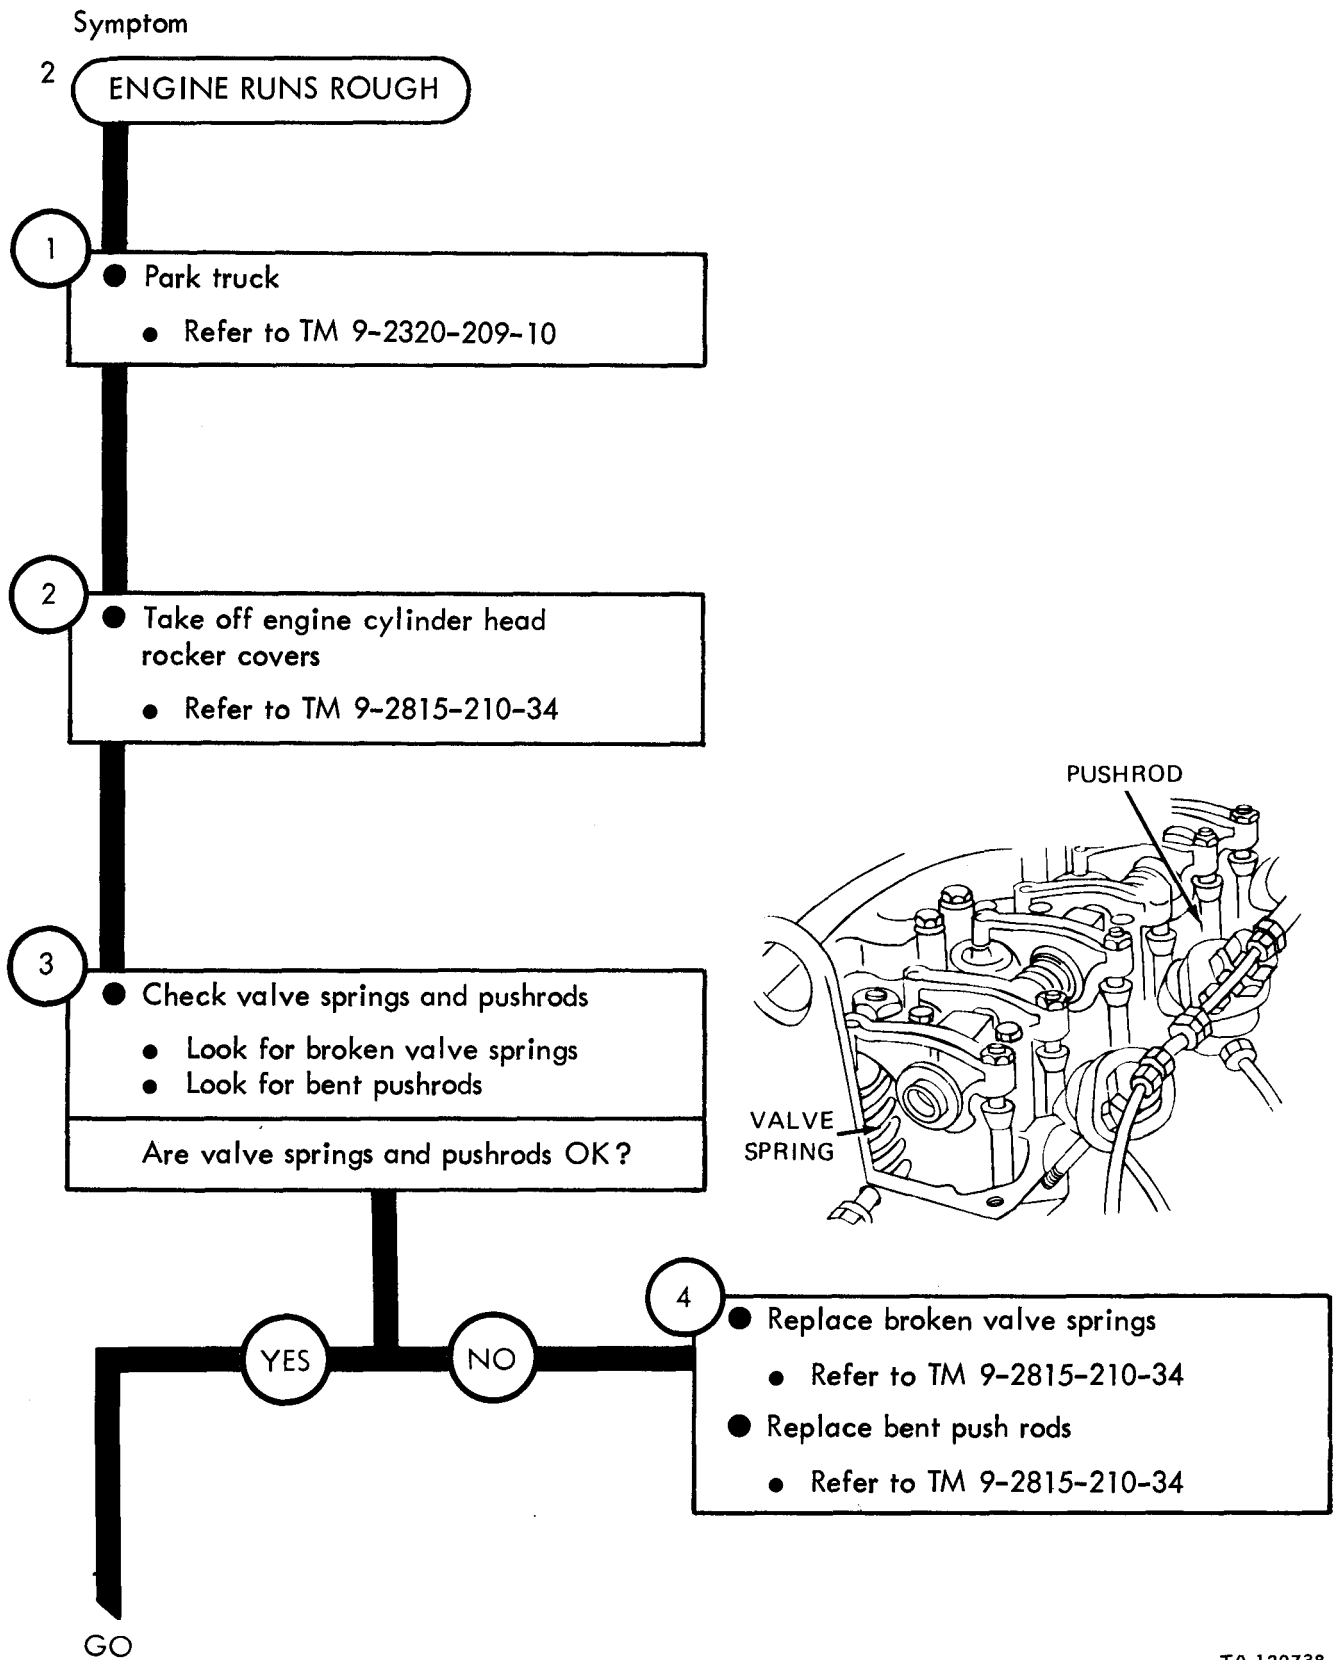 Symptom
2
ENGINE RUNS ROUGH
1
● Park truck
● Refer to TM 9-2320-209-10
2
● Take off engine cylinder head
rocker covers
● Refer to TM 9-2815-210-34
3
● Check valve springs and pushrods
● Look for broken valve springs
● Look for bent pushrods
Are valve springs and pushrods OK?
PUSHROD
VALVE
SPRING
YES
NO
4
● Replace broken valve springs
● Refer to TM 9-2815-210-34
● Replace bent push rods
● Refer to TM 9-2815-210-34
GO